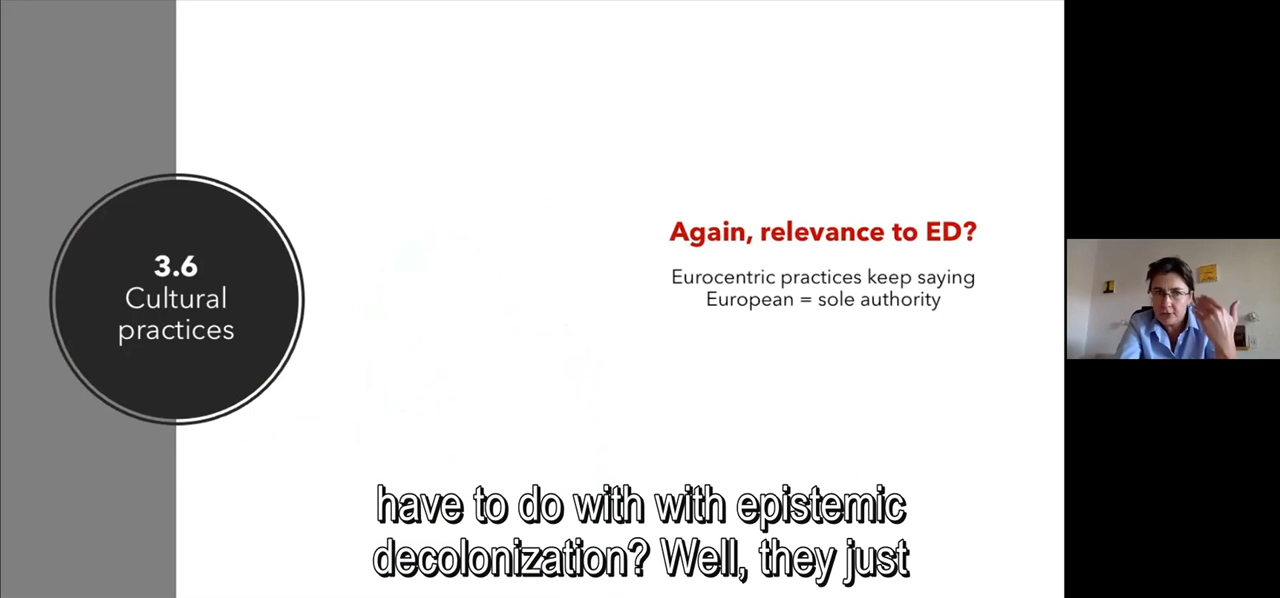 3.6
Cultural
practices
Again, relevance to ED?
Eurocentric practices keep saying
European = sole authority
have to do with with epistemic
decolonization? Well, they just